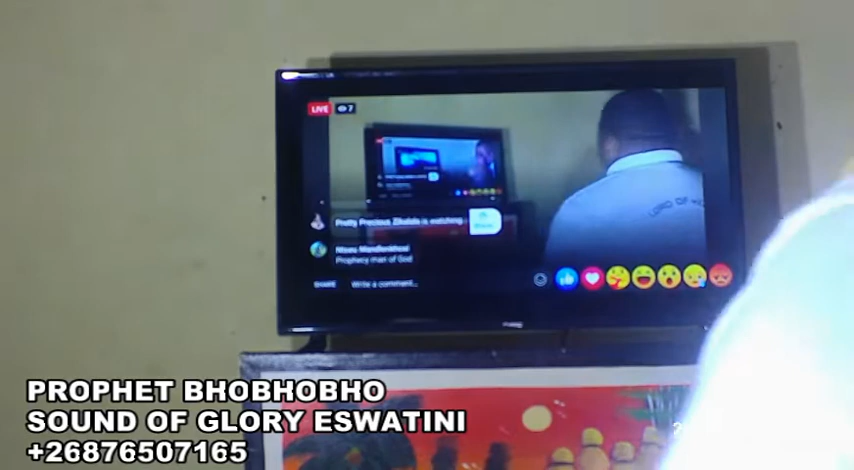 LIVE 7
Pretty Precious Zikalala is watching
Prophecy man of God
SHARE
Write a comment...
PROPHET BHOBHOBHO
SOUND OF GLORY ESWATINI
+26876507165